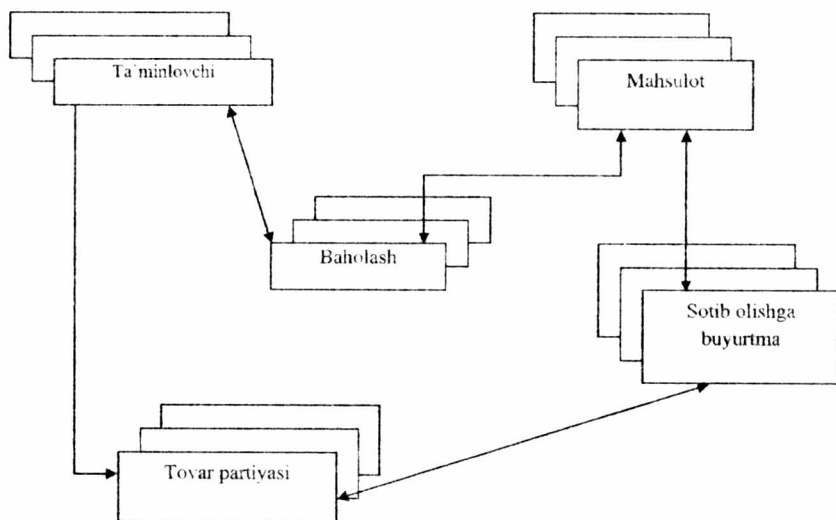 Ta'minlovchi
Mahsulot
Baholash
Sotib olishga
buyurtma
Tovar partiyasi